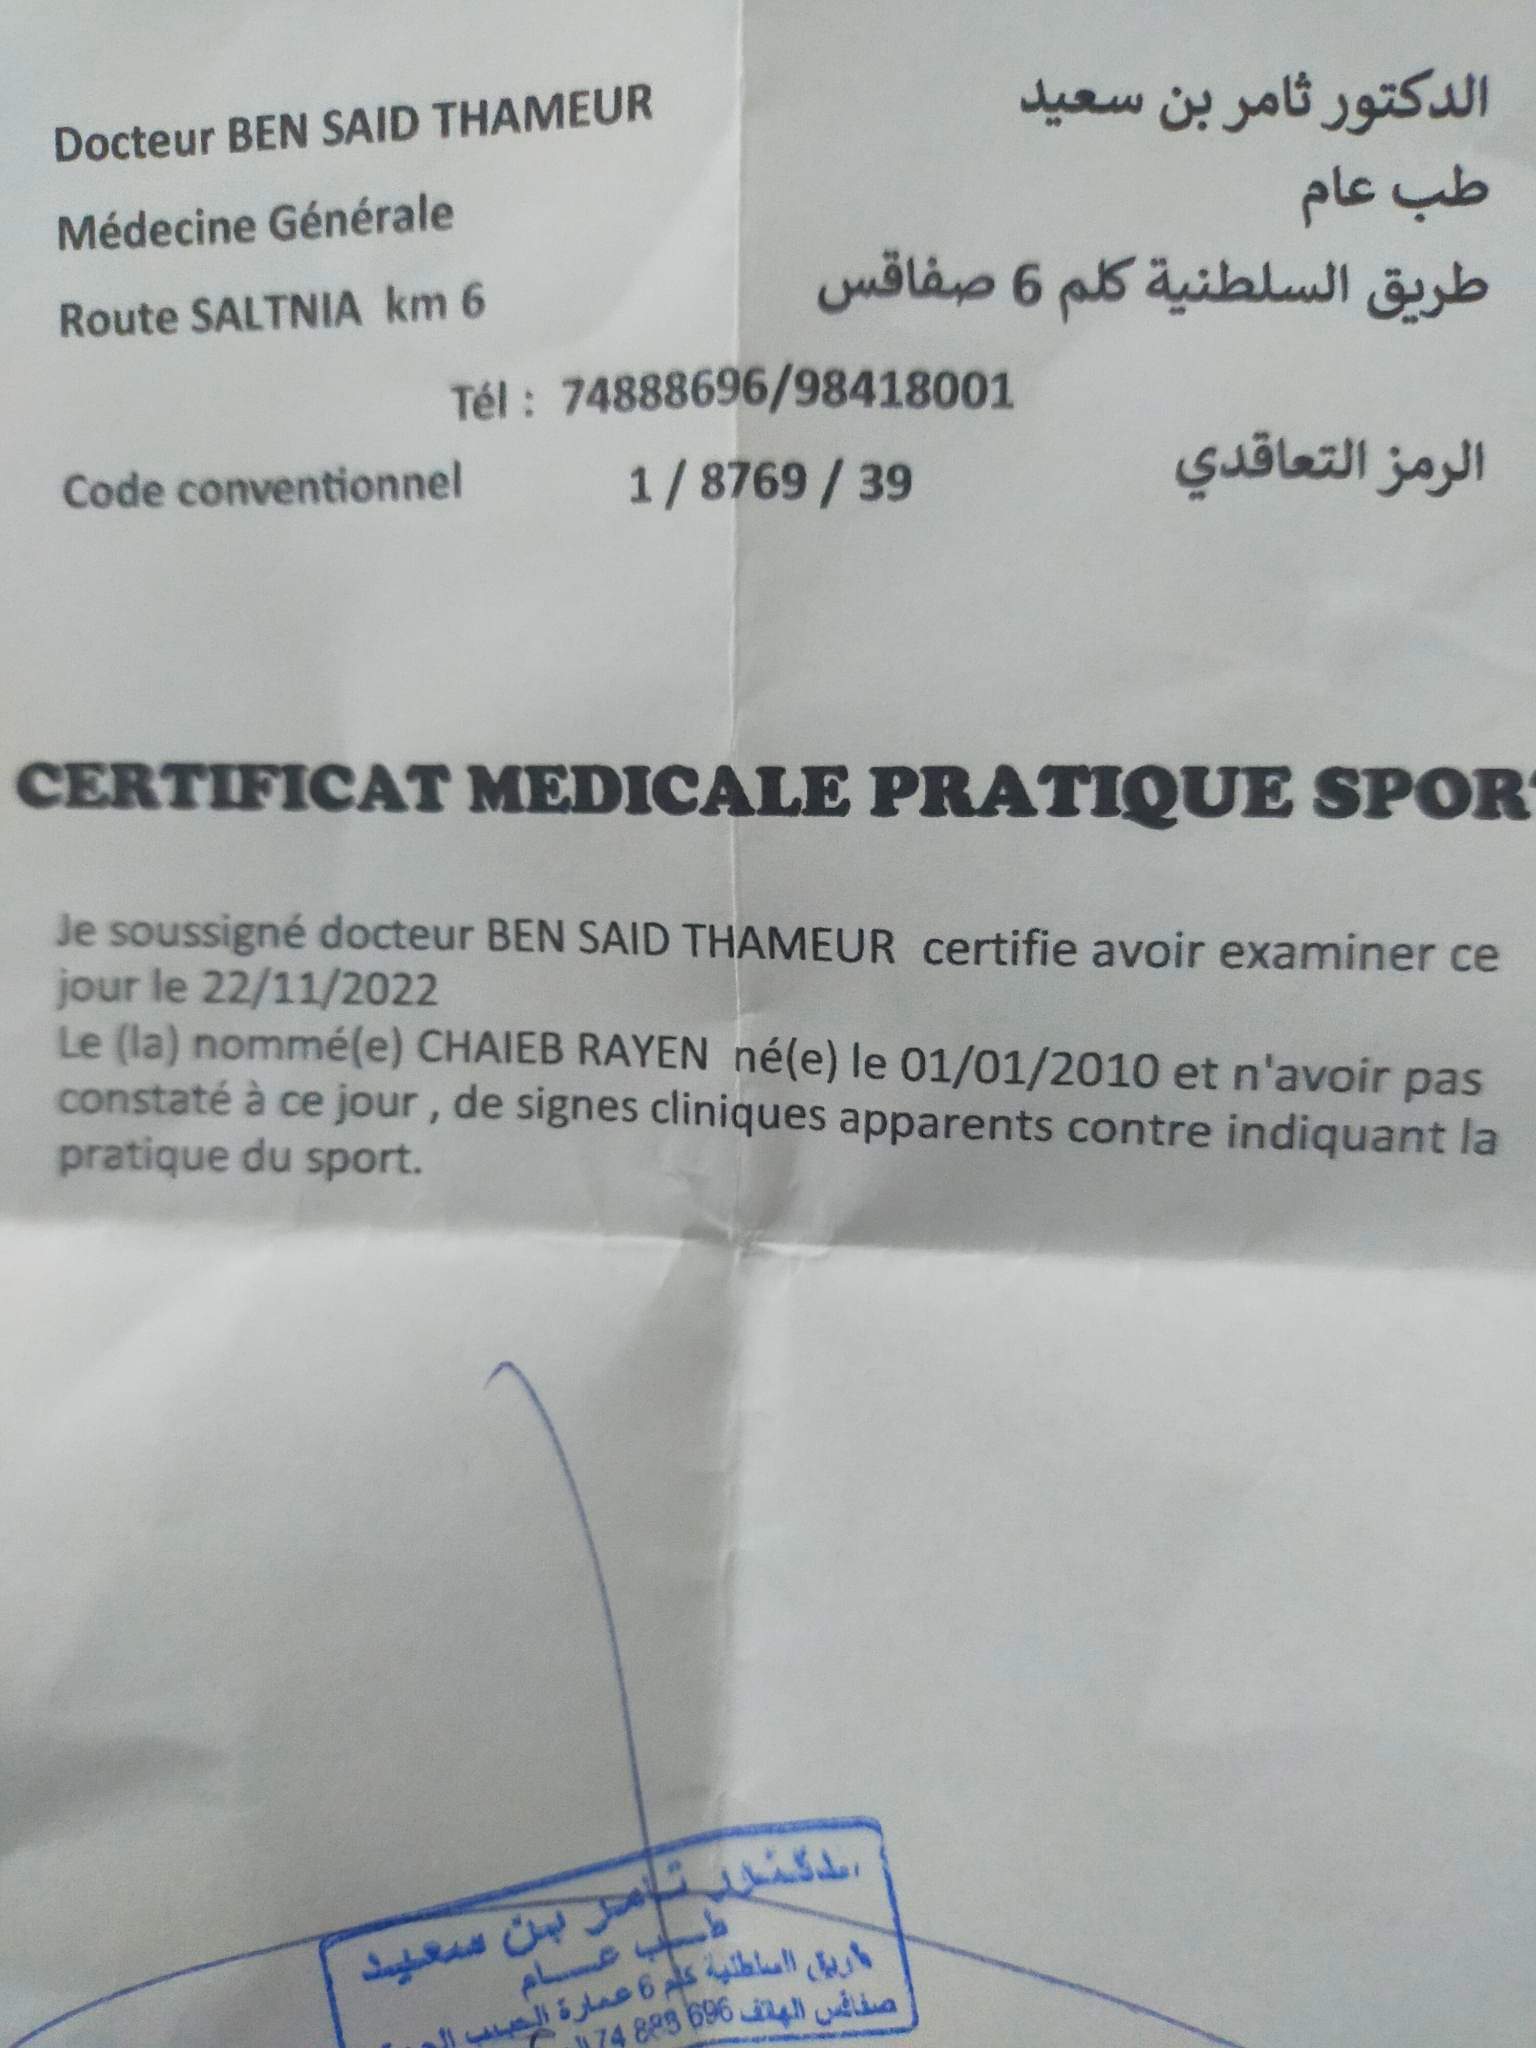 Docteur BEN SAID THAMEUR
الدكتور ثامر بن سعيد
Médecine Générale
طب عام
Route SALTNIA km 6
طريق السلطنية كلم 6 صفاقس
Tél : 74888696/98418001
Code conventionnel 1 / 8769 / 39 الرمز التعاقدي
CERTIFICAT MEDICALE PRATIQUE SPORT
Je soussigné docteur BEN SAID THAMEUR certifie avoir examiner ce
jour le 22/11/2022
Le (la) nommé(e) CHAIEB RAYEN né(e) le 01/01/2010 et n'avoir pas
constaté à ce jour , de signes cliniques apparents contre indiquant la
pratique du sport.
الدكتور ثامر بن سعيد
طب عام
طريق السلطنية كلم 6 عمارة الحبيب
صفاقس الهاتف 696 888 74